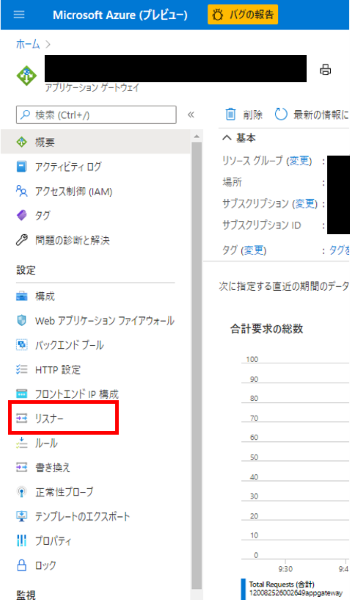 Microsoft Azure (プレビュー)
バグの報告
ホーム >
アプリケーション ゲートウェイ
検索 (Ctrl+/)
«
削除
最新の情報に
概要
アクティビティ ログ
アクセス制御 (IAM)
タグ
問題の診断と解決
設定
構成
Web アプリケーション ファイアウォール
バックエンド プール
HTTP 設定
フロントエンド IP 構成
リスナー
ルール
書き換え
正常性プローブ
テンプレートのエクスポート
プロパティ
ロック
監視
基本
リソース グループ (変更) :
場所 :
サブスクリプション (変更) :
サブスクリプション ID :
タグ (変更) : タグを
次に指定する直近の期間のデータ
合計要求の総数
100
90
80
70
60
50
40
30
20
10
0
9:30
9:4
Total Requests (合計)
120082526002649appgateway